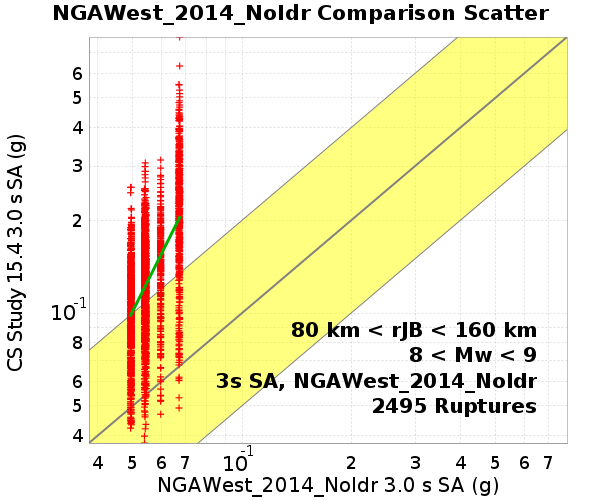 NGAWest_2014_NoIdr Comparison Scatter
CS Study 15.4 3.0 s SA (g)
6
5
4
3
2
10-1
8
7
6
5
4
80 km < rJB < 160 km
8 < Mw < 9
3s SA, NGAWest_2014_NoIdr
2495 Ruptures
4 5 6 7 10-1 2 3 4 5 6 7
NGAWest_2014_NoIdr 3.0 s SA (g)